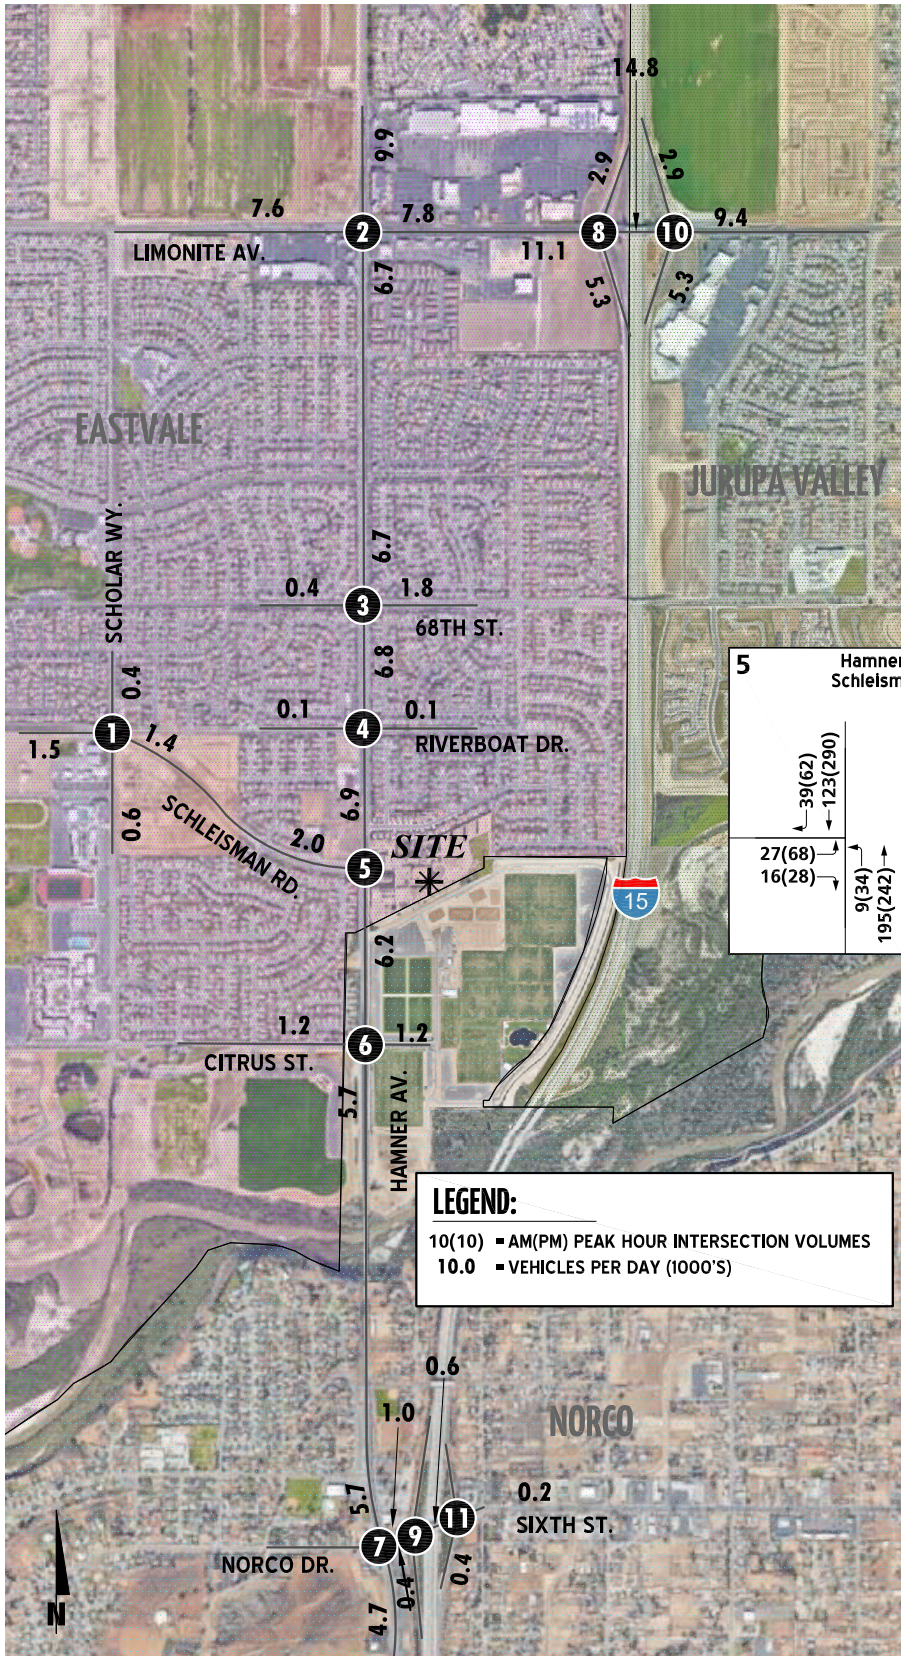 14.8
9.9
2.9
2.9
7.6
7.8
9.4
2
8
10
LIMONITE AV.
11.1
6.7
5.3
5.3
EASTVALE
JURUPA VALLEY
SCHOLAR WY.
6.7
0.4
1.8
3
68TH ST.
6.8
0.4
5
Hamner
Schleism
39(62)
123(290)
27(68)
16(28)
9(34)
195(242)
0.1
0.1
1
4
1.5
1.4
RIVERBOAT DR.
0.6
6.9
SCHLEISMAN RD.
2.0
SITE
5
15
6.2
1.2
1.2
6
CITRUS ST.
5.7
HAMNER AV.
LEGEND:
10(10) = AM(PM) PEAK HOUR INTERSECTION VOLUMES
10.0 = VEHICLES PER DAY (1000'S)
0.6
1.0
NORCO
5.7
0.2
11
SIXTH ST.
7
9
NORCO DR.
0.4
0.4
4.7
N